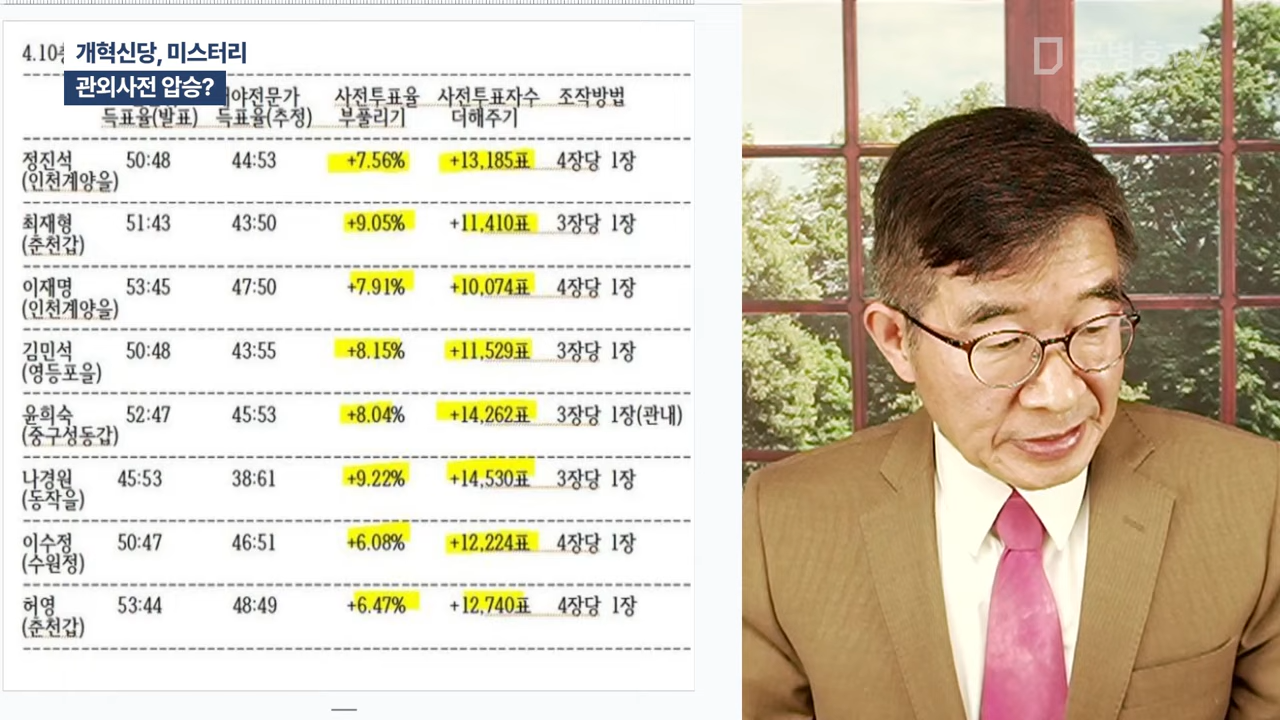 개혁신당, 미스터리
관외사전 압승?
4.10총
야전문가 사전투표율 사전투표자수 조작방법
득표율(발표) 득표율(추정) 부풀리기 더해주기
정진석 50:48 44:53 +7.56% +13,185표 4장당 1장
(인천계양을)
최재형 51:43 43:50 +9.05% +11,410표 3장당 1장
(춘천갑)
이재명 53:45 47:50 +7.91% +10,074표 4장당 1장
(인천계양을)
김민석 50:48 43:55 +8.15% +11,529표 3장당 1장
(영등포을)
윤희숙 52:47 45:53 +8.04% +14,262표 3장당 1장(관내)
(중구성동갑)
나경원 45:53 38:61 +9.22% +14,530표 3장당 1장
(동작을)
이수정 50:47 46:51 +6.08% +12,224표 4장당 1장
(수원정)
허영 53:44 48:49 +6.47% +12,740표 4장당 1장
(춘천갑)
공병호TV